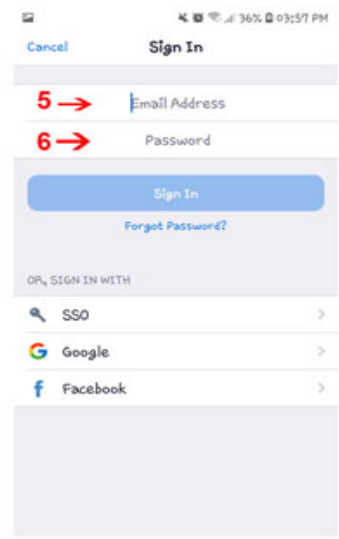 36% 03:57 PM
Cancel Sign In
5 Email Address
6 Password
Sign In
Forgot Password?
OR, SIGN IN WITH
SSO
Google
Facebook